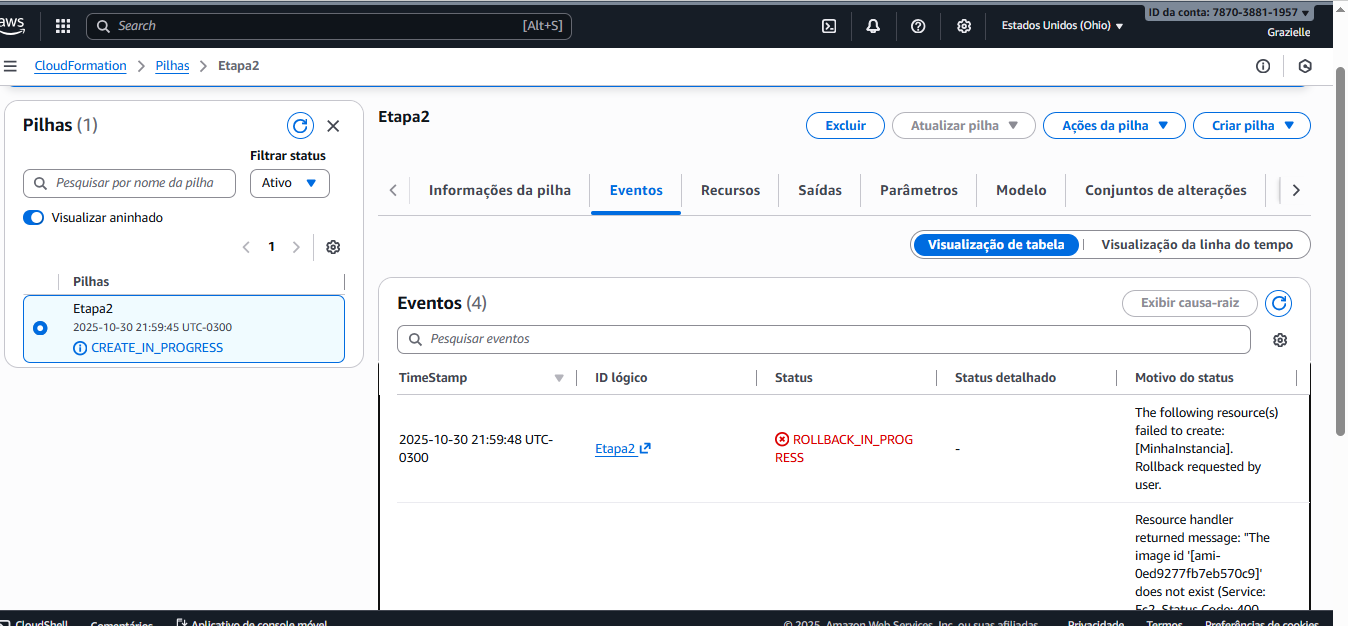 aws
Search [Alt+S]
Estados Unidos (Ohio) ▼
ID da conta: 7870-3881-1957 ▼
Grazielle
CloudFormation > Pilhas > Etapa2
Pilhas (1)
Filtrar status
Pesquisar por nome da pilha
Ativo ▼
Visualizar aninhado
1
Pilhas
Etapa2
2025-10-30 21:59:45 UTC-0300
CREATE_IN_PROGRESS
Etapa2
Excluir
Atualizar pilha ▼
Ações da pilha ▼
Criar pilha ▼
Informações da pilha
Eventos
Recursos
Saídas
Parâmetros
Modelo
Conjuntos de alterações
Visualização de tabela
Visualização da linha do tempo
Eventos (4)
Exibir causa-raiz
Pesquisar eventos
TimeStamp
ID lógico
Status
Status detalhado
Motivo do status
2025-10-30 21:59:48 UTC-
0300
Etapa2
ROLLBACK_IN_PROG
RESS
-
The following resource(s)
failed to create:
[MinhaInstancia].
Rollback requested by
user.
Resource handler
returned message: "The
image id '[ami-
0ed9277fb7eb570c9]'
does not exist (Service:
Ec2, Status Code: 400,
CloudShell
Comentários
Aplicativo de console móvel
© 2025, Amazon Web Services, Inc. ou suas afiliadas.
Privacidade
Termos
Preferências de cookies